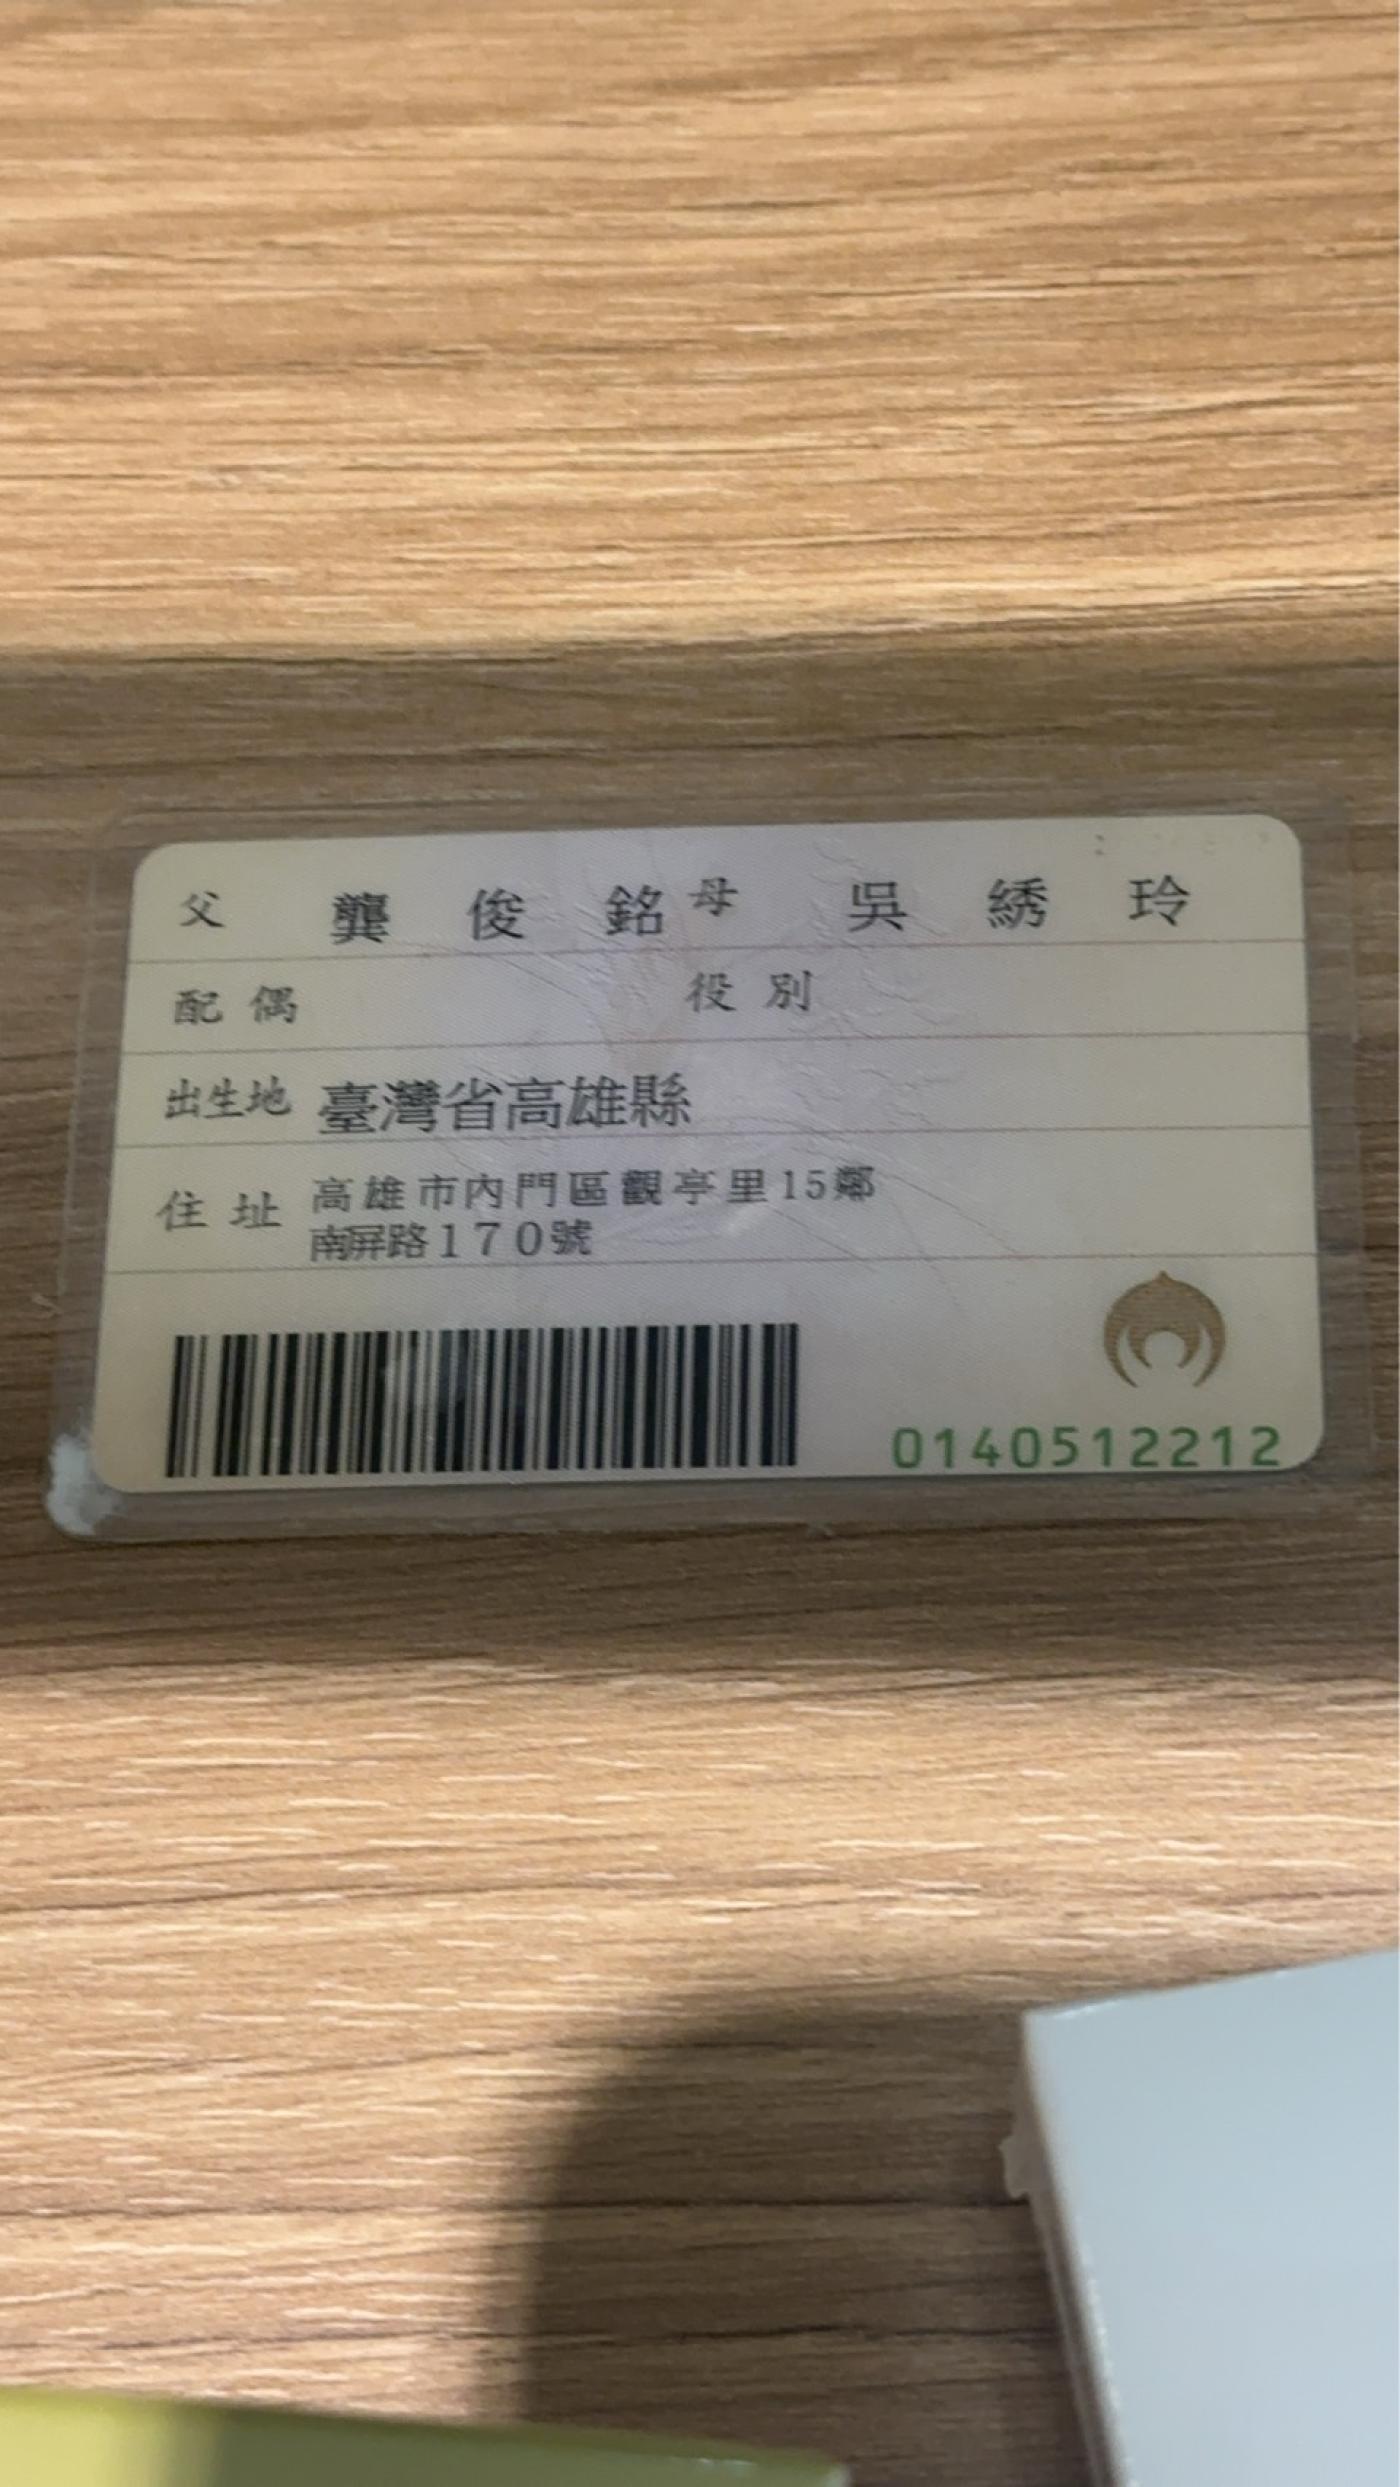 父 龔俊銘 母 吳綉玲
配偶 役別
出生地 臺灣省高雄縣
住址 高雄市內門區觀亭里15鄰
南屏路170號
0140512212